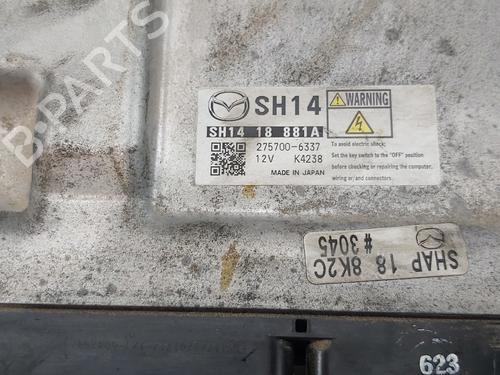 B-PARTS
SH14
SH14 18 881A
275700-6337
12V K4238
MADE IN JAPAN
WARNING
To avoid electric shock;
Set the key switch to the "OFF" position
before checking or repairing the computer,
wiring or/and connectors.
SHAP 18 8K2C
# 3045
623